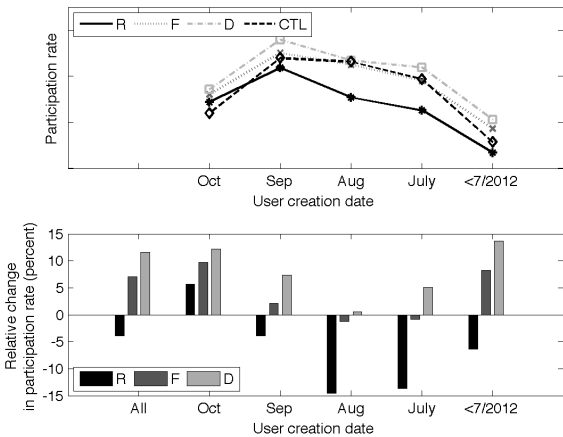 R F D CTL
Participation rate
Oct Sep Aug July <7/2012
User creation date
Relative change
in participation rate (percent)
15
10
5
0
-5
-10
-15
R F D
All Oct Sep Aug July <7/2012
User creation date